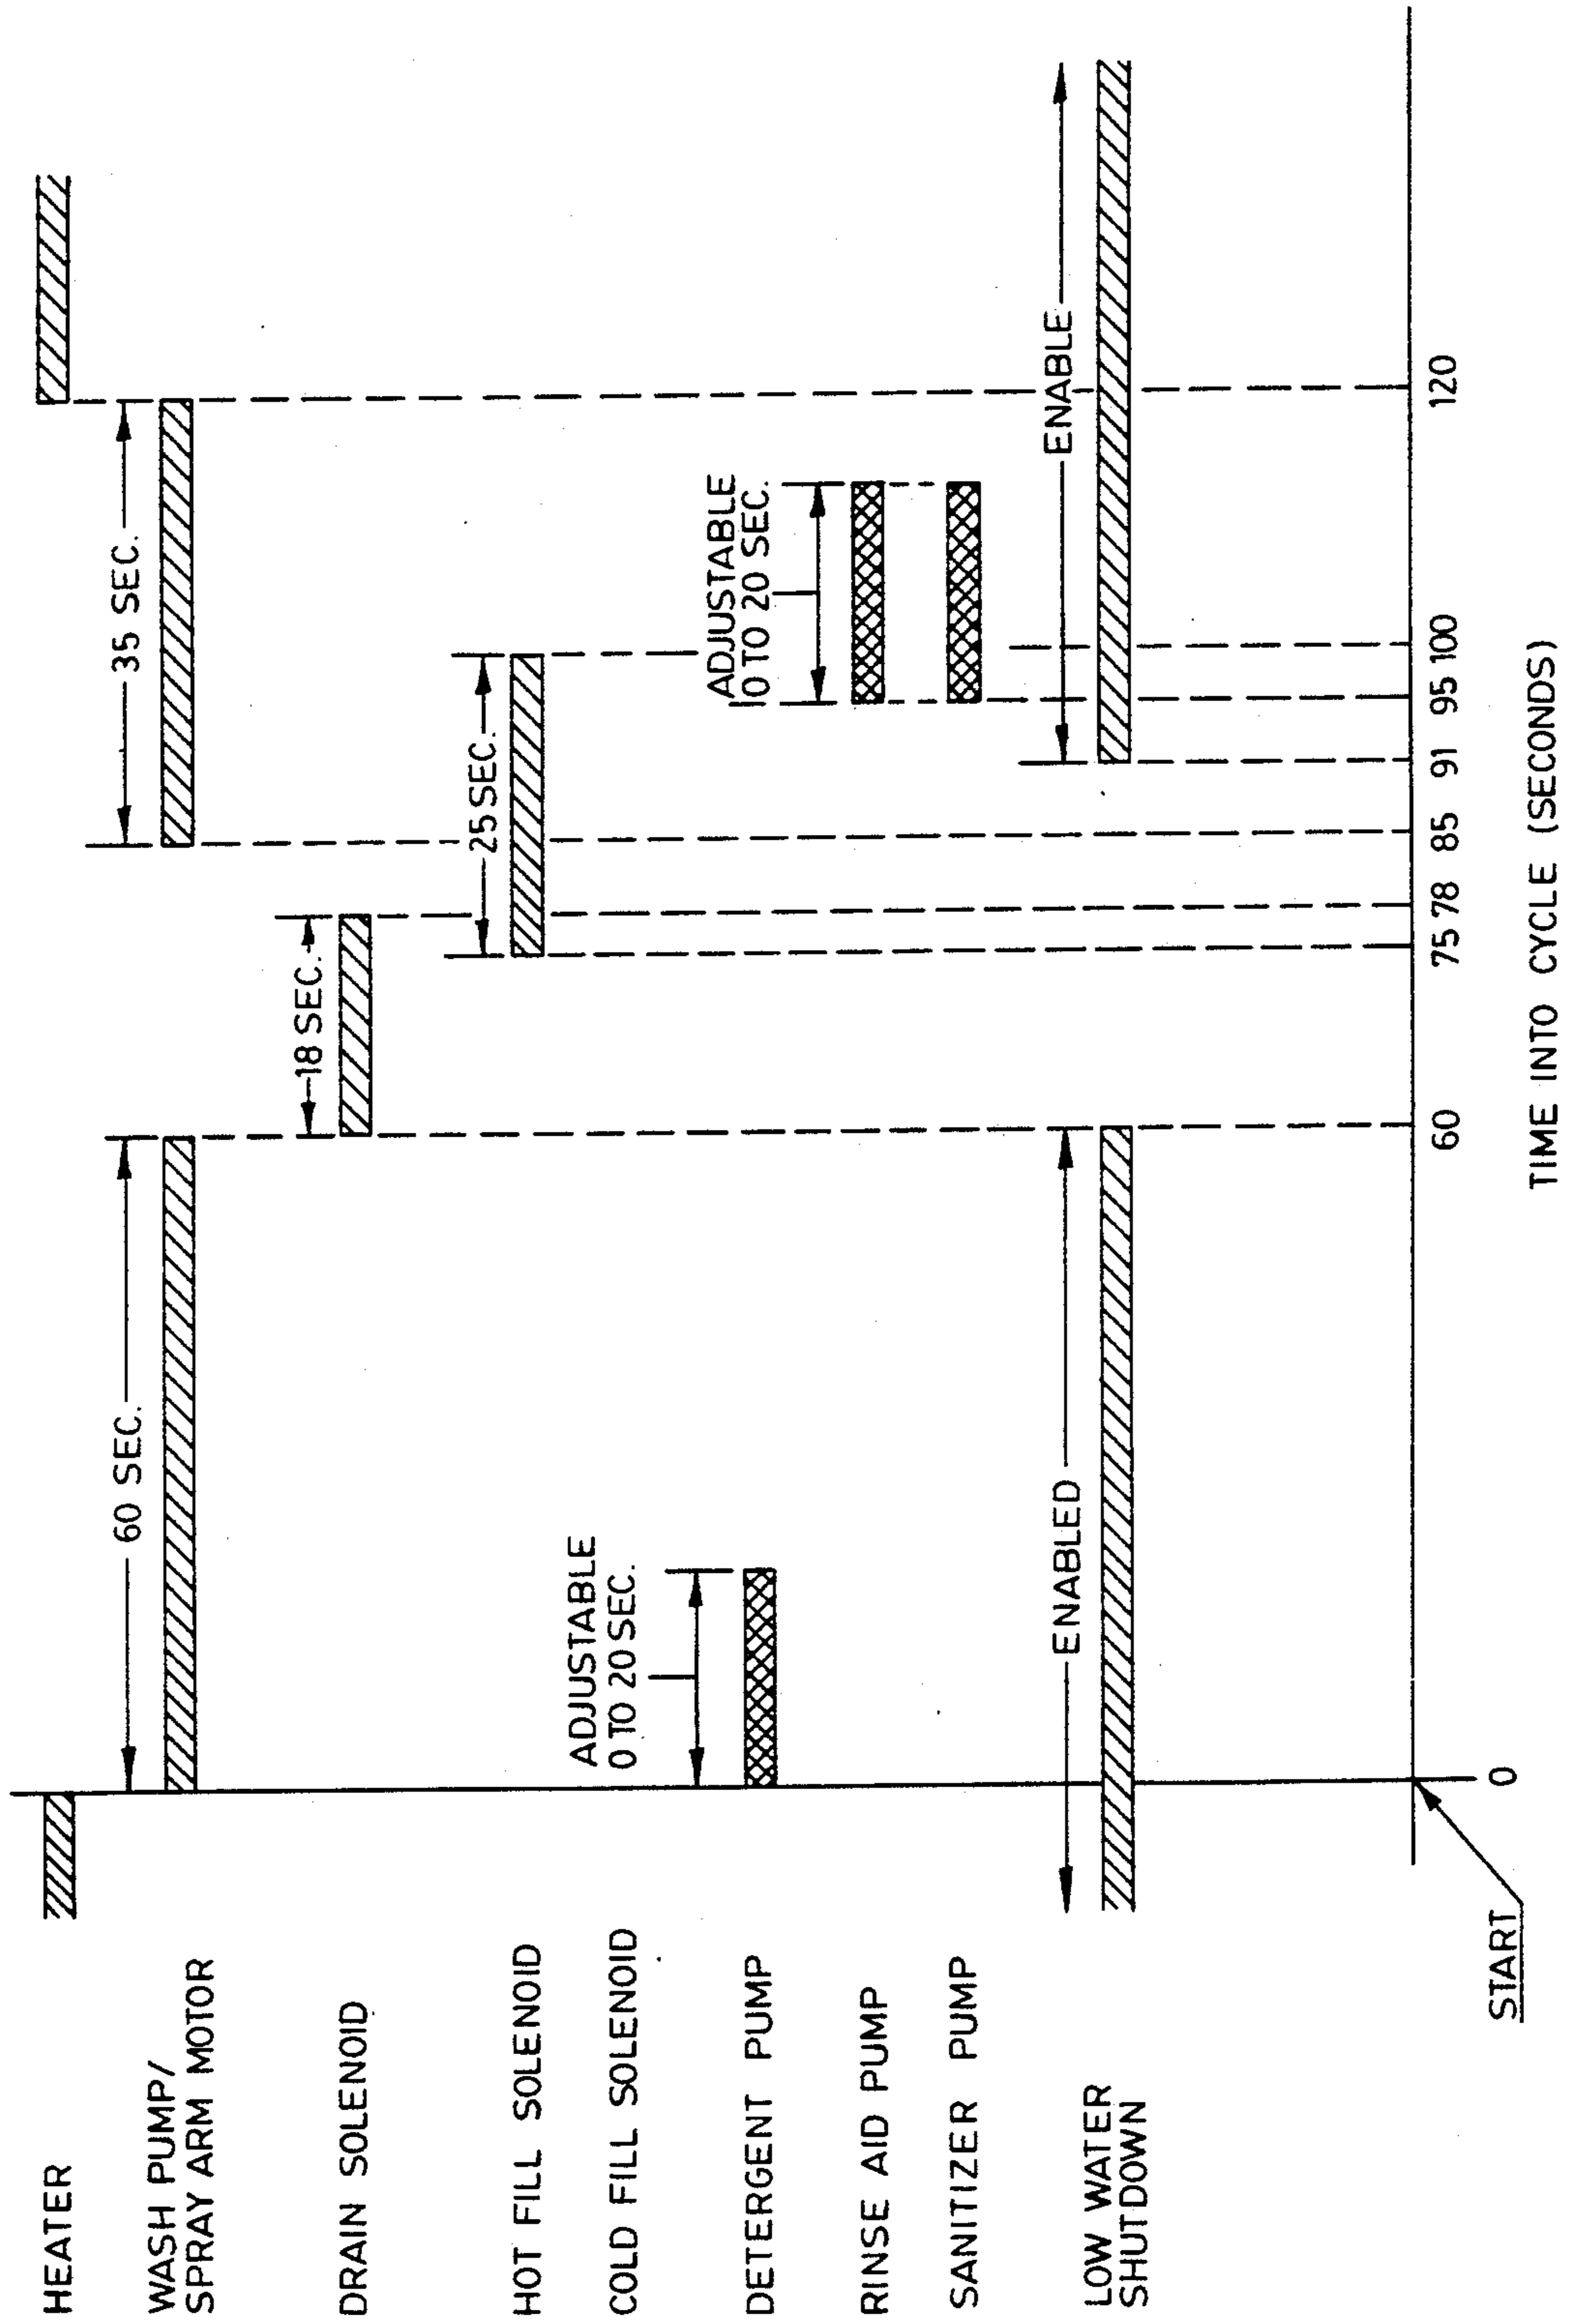 HEATER
WASH PUMP/
SPRAY ARM MOTOR
DRAIN SOLENOID
HOT FILL SOLENOID
COLD FILL SOLENOID
DETERGENT PUMP
RINSE AID PUMP
SANITIZER PUMP
LOW WATER
SHUTDOWN
60 SEC.
35 SEC.
18 SEC.
25 SEC.
ADJUSTABLE
0 TO 20 SEC.
ADJUSTABLE
0 TO 20 SEC.
ENABLED
ENABLE
START
0
60
75
78
85
91
95
100
120
TIME INTO CYCLE (SECONDS)